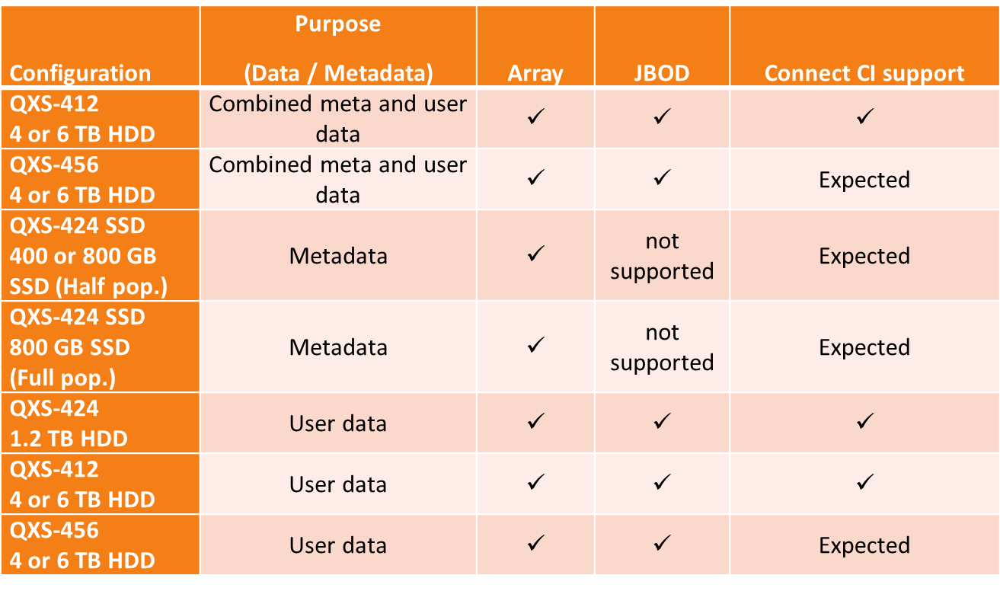 Configuration
Purpose
(Data / Metadata)
Array
JBOD
Connect CI support
QXS-412
4 or 6 TB HDD
Combined meta and user
data
✓
✓
✓
QXS-456
4 or 6 TB HDD
Combined meta and user
data
✓
✓
Expected
QXS-424 SSD
400 or 800 GB
SSD (Half pop.)
Metadata
✓
not
supported
Expected
QXS-424 SSD
800 GB SSD
(Full pop.)
Metadata
✓
not
supported
Expected
QXS-424
1.2 TB HDD
User data
✓
✓
✓
QXS-412
4 or 6 TB HDD
User data
✓
✓
✓
QXS-456
4 or 6 TB HDD
User data
✓
✓
Expected